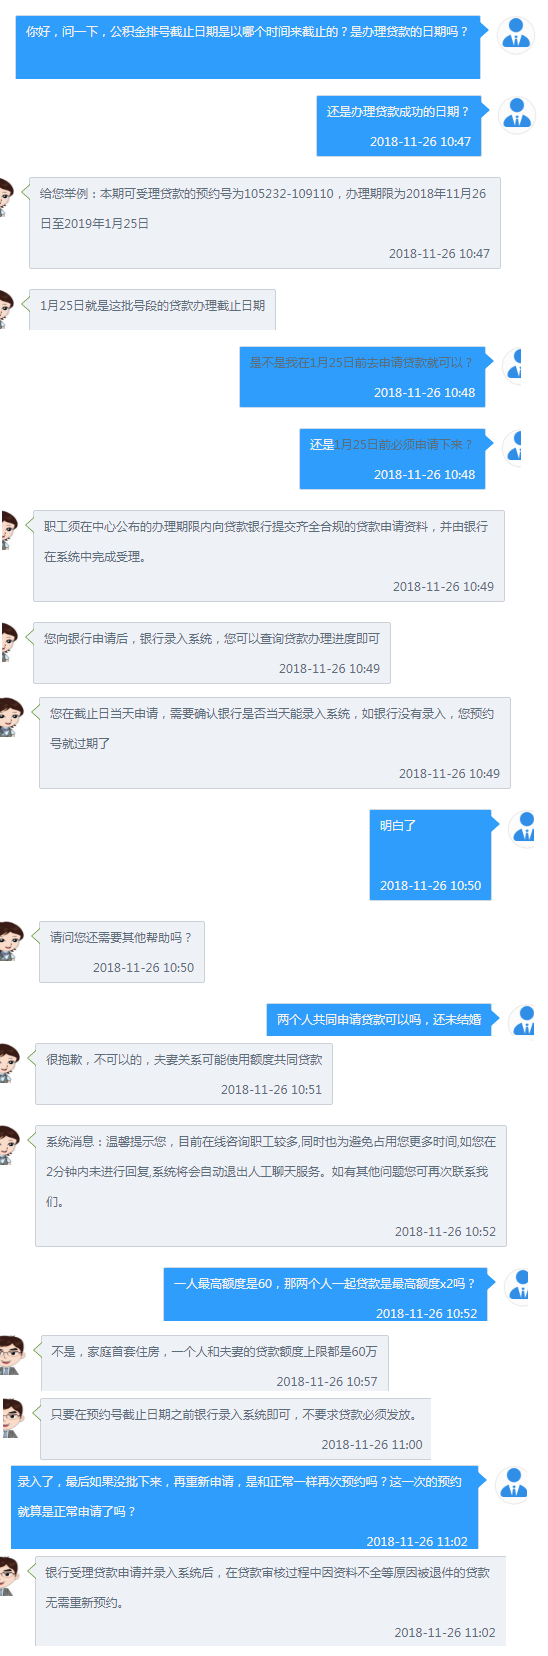 你好，问一下，公积金排号截止日期是以哪个时间来截止的？是办理贷款的日期吗？
还是办理贷款成功的日期？
2018-11-26 10:47
给您举例：本期可受理贷款的预约号为105232-109110，办理期限为2018年11月26
日至2019年1月25日
2018-11-26 10:47
1月25日就是这批号段的贷款办理截止日期
是不是我在1月25日前去申请贷款就可以？
2018-11-26 10:48
还是1月25日前必须申请下来？
2018-11-26 10:48
职工须在中心公布的办理期限内向贷款银行提交齐全合规的贷款申请资料，并由银行
在系统中完成受理。
2018-11-26 10:49
您向银行申请后，银行录入系统，您可以查询贷款办理进度即可
2018-11-26 10:49
您在截止日当天申请，需要确认银行是否当天能录入系统，如银行没有录入，您预约
号就过期了
2018-11-26 10:49
明白了
2018-11-26 10:50
请问您还需要其他帮助吗？
2018-11-26 10:50
两个人共同申请贷款可以吗，还未结婚
很抱歉，不可以的，夫妻关系可能使用额度共同贷款
2018-11-26 10:51
系统消息：温馨提示您，目前在线咨询职工较多,同时也为避免占用您更多时间,如您在
2分钟内未进行回复,系统将会自动退出人工聊天服务。如有其他问题您可再次联系我
们。
2018-11-26 10:52
一人最高额度是60，那两个人一起贷款是最高额度x2吗？
2018-11-26 10:52
不是，家庭首套住房，一个人和夫妻的贷款额度上限都是60万
2018-11-26 10:57
只要在预约号截止日期之前银行录入系统即可，不要求贷款必须发放。
2018-11-26 11:00
录入了，最后如果没批下来，再重新申请，是和正常一样再次预约吗？这一次的预约
就算是正常申请了吗？
2018-11-26 11:02
银行受理贷款申请并录入系统后，在贷款审核过程中因资料不全等原因被退件的贷款
无需重新预约。
2018-11-26 11:02